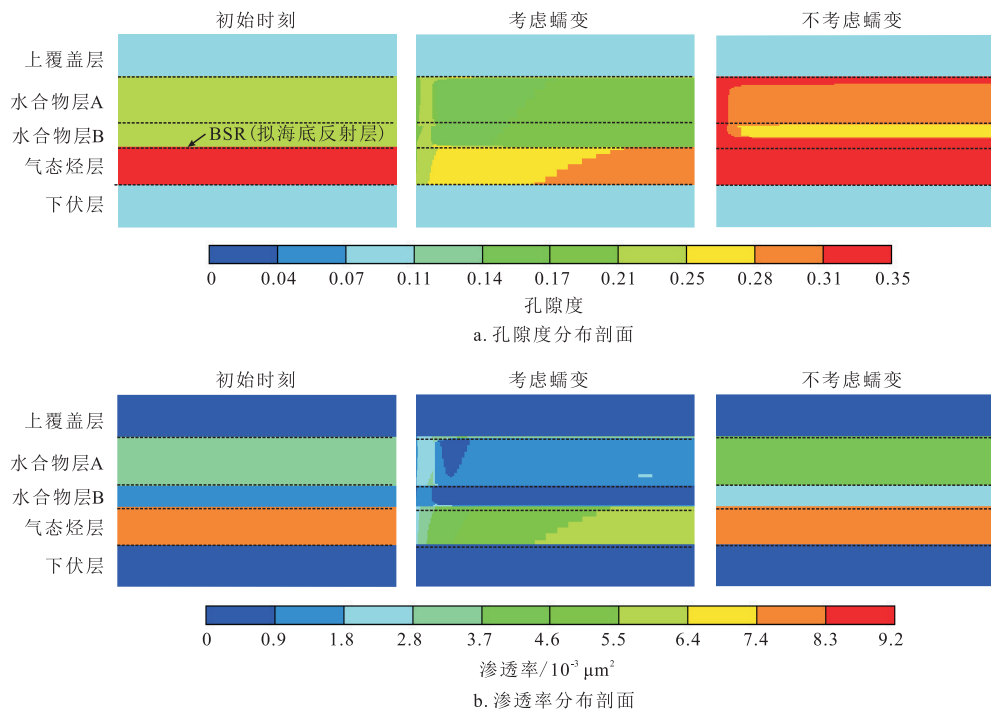 初始时刻 考虑蠕变 不考虑蠕变
上覆盖层
水合物层A
水合物层B
BSR(拟海底反射层)
气态烃层
下伏层
0 0.04 0.07 0.11 0.14 0.17 0.21 0.25 0.28 0.31 0.35
孔隙度
a. 孔隙度分布剖面
初始时刻 考虑蠕变 不考虑蠕变
上覆盖层
水合物层A
水合物层B
气态烃层
下伏层
0 0.9 1.8 2.8 3.7 4.6 5.5 6.4 7.4 8.3 9.2
渗透率/10⁻³ μm²
b. 渗透率分布剖面